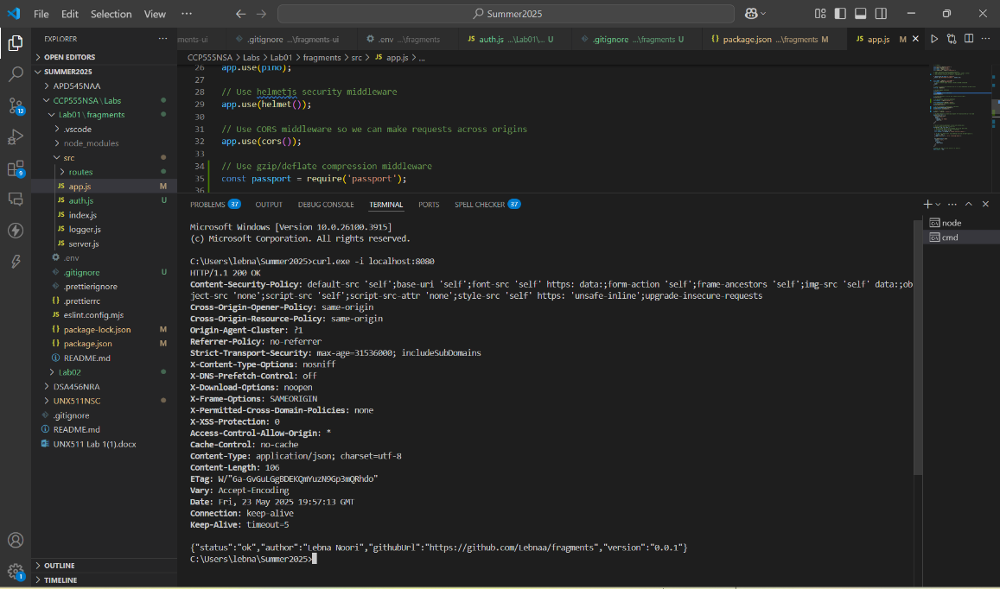 File Edit Selection View ... Summer2025
EXPLORER ...
OPEN EDITORS
SUMMER2025
APD545NAA
CCP555NSA\Labs
Lab01\fragments
.vscode
node_modules
src
routes
JS app.js M
JS auth.js U
JS index.js
JS logger.js
JS server.js
.env
.gitignore U
.prettierignore
{} .prettierrc
JS eslint.config.mjs
{} package-lock.json M
{} package.json M
README.md
Lab02
DSA456NRA
UNX511NSC
.gitignore
README.md
UNX511 Lab 1(1).docx
OUTLINE
TIMELINE
13
9
1
ments-ui .gitignore ...\fragments-ui .env ...\fragments JS auth.js ...\Lab01\... U .gitignore ...\fragments U {} package.json ...\fragments M JS app.js M
CCP555NSA > Labs > Lab01 > fragments > src > JS app.js > ...
26 app.use(pino);
27
28 // Use helmetjs security middleware
29 app.use(helmet());
30
31 // Use CORS middleware so we can make requests across origins
32 app.use(cors());
33
34 // Use gzip/deflate compression middleware
35 const passport = require('passport');
36
PROBLEMS 37 OUTPUT DEBUG CONSOLE TERMINAL PORTS SPELL CHECKER 37
node
cmd
Microsoft Windows [Version 10.0.26100.3915]
(c) Microsoft Corporation. All rights reserved.
C:\Users\lebna\Summer2025>curl.exe -i localhost:8080
HTTP/1.1 200 OK
Content-Security-Policy: default-src 'self';base-uri 'self';font-src 'self' https: data:;form-action 'self';frame-ancestors 'self';img-src 'self' data:;ob
ject-src 'none';script-src 'self';script-src-attr 'none';style-src 'self' https: 'unsafe-inline';upgrade-insecure-requests
Cross-Origin-Opener-Policy: same-origin
Cross-Origin-Resource-Policy: same-origin
Origin-Agent-Cluster: ?1
Referrer-Policy: no-referrer
Strict-Transport-Security: max-age=31536000; includeSubDomains
X-Content-Type-Options: nosniff
X-DNS-Prefetch-Control: off
X-Download-Options: noopen
X-Frame-Options: SAMEORIGIN
X-Permitted-Cross-Domain-Policies: none
X-XSS-Protection: 0
Access-Control-Allow-Origin: *
Cache-Control: no-cache
Content-Type: application/json; charset=utf-8
Content-Length: 106
ETag: W/"6a-GvGuLGgBDEKQmYuzN9Gp3mQRhdo"
Vary: Accept-Encoding
Date: Fri, 23 May 2025 19:57:13 GMT
Connection: keep-alive
Keep-Alive: timeout=5
{"status":"ok","author":"Lebna Noori","githubUrl":"https://github.com/Lebnaa/fragments","version":"0.0.1"}
C:\Users\lebna\Summer2025>